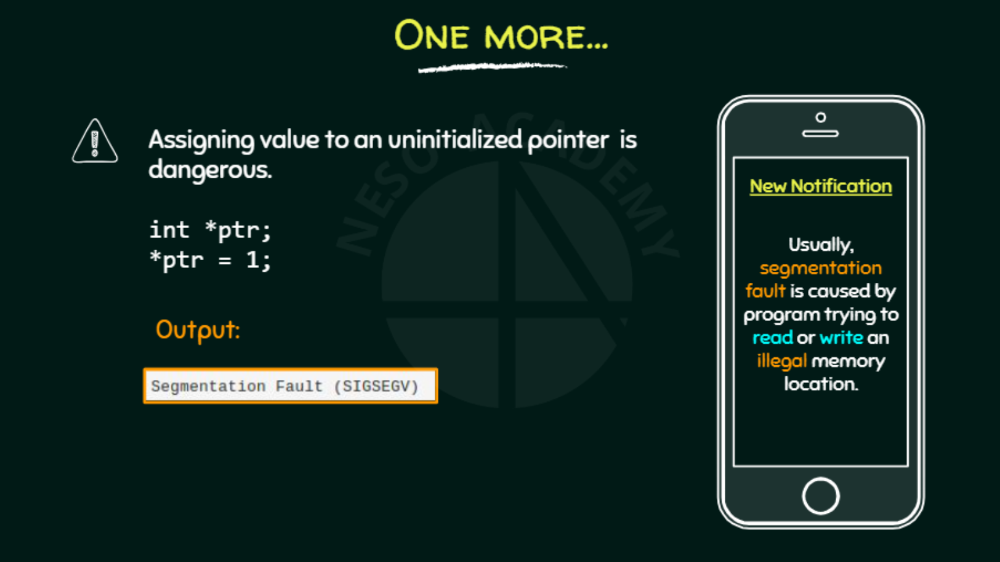 ONE MORE...
Assigning value to an uninitialized pointer is
dangerous.
int *ptr;
*ptr = 1;
Output:
Segmentation Fault (SIGSEGV)
New Notification
Usually,
segmentation
fault is caused by
program trying to
read or write an
illegal memory
location.
NESO ACADEMY